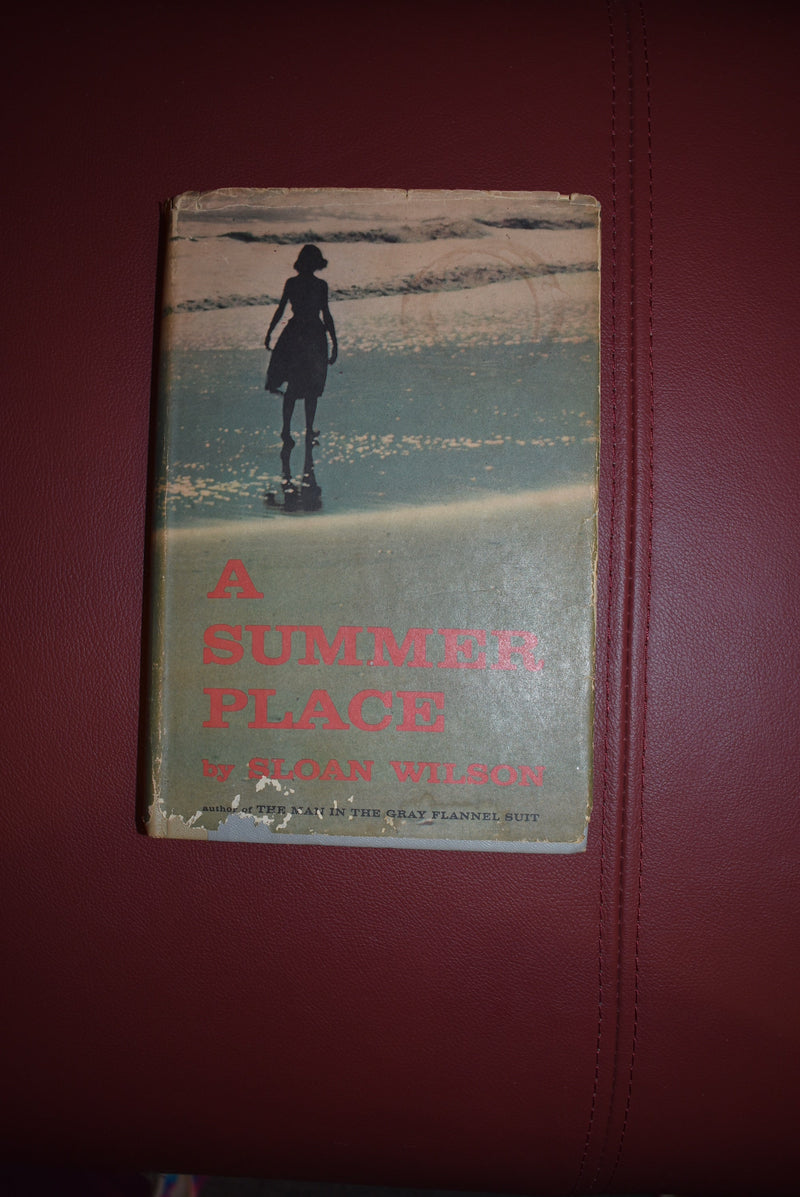 A
SUMMER
PLACE
by SLOAN WILSON
author of THE MAN IN THE GRAY FLANNEL SUIT